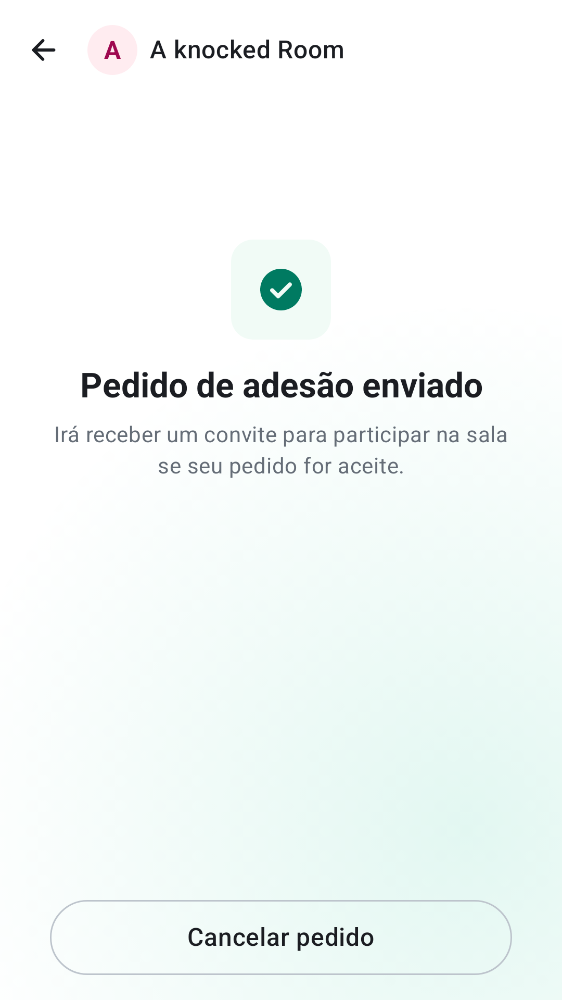 A
A knocked Room
Pedido de adesão enviado
Irá receber um convite para participar na sala
se seu pedido for aceite.
Cancelar pedido